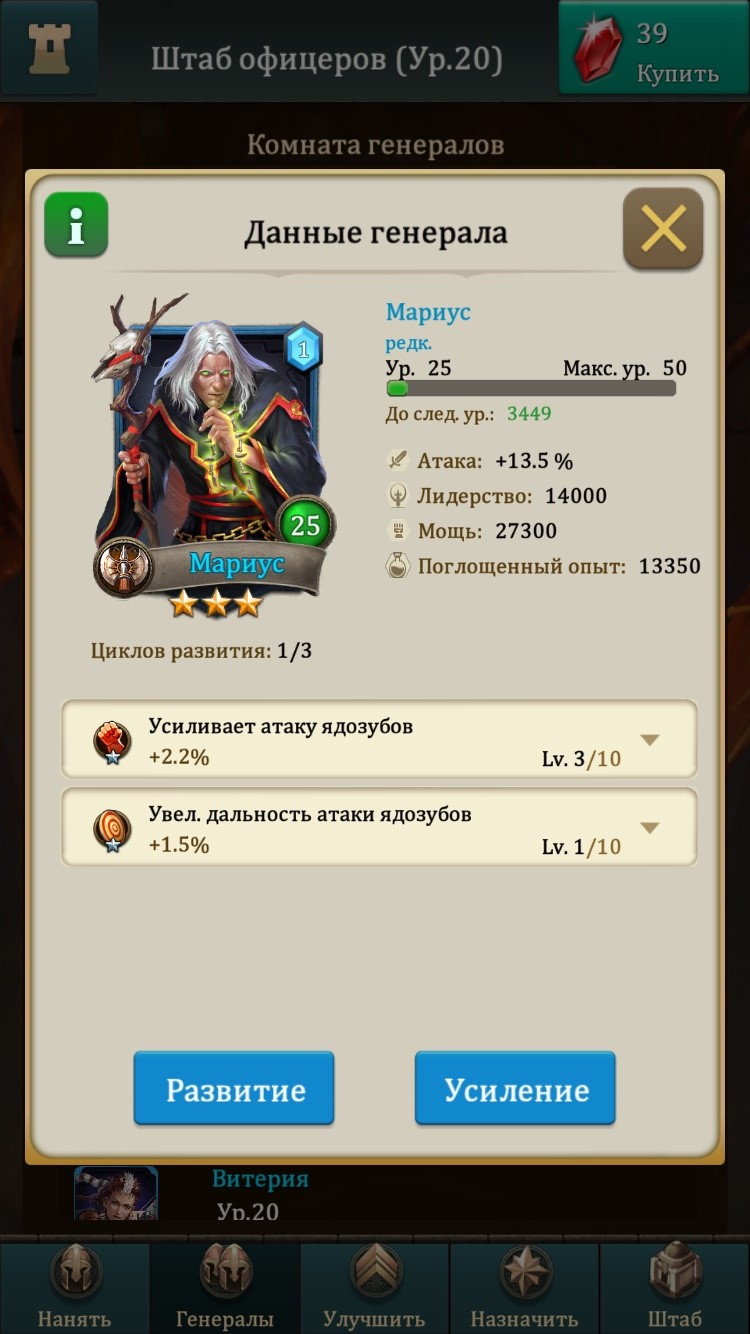 Штаб офицеров (Ур.20)
39
Купить
Комната генералов
i
Данные генерала
1
25
Мариус
Мариус
редк.
Ур. 25 Макс. ур. 50
До след. ур.: 3449
Атака: +13.5 %
Лидерство: 14000
Мощь: 27300
Поглощенный опыт: 13350
Циклов развития: 1/3
Усиливает атаку ядозубов
+2.2% Lv. 3/10
Увел. дальность атаки ядозубов
+1.5% Lv. 1/10
Развитие Усиление
Витерия
Ур.20
Нанять Генералы Улучшить Назначить Штаб